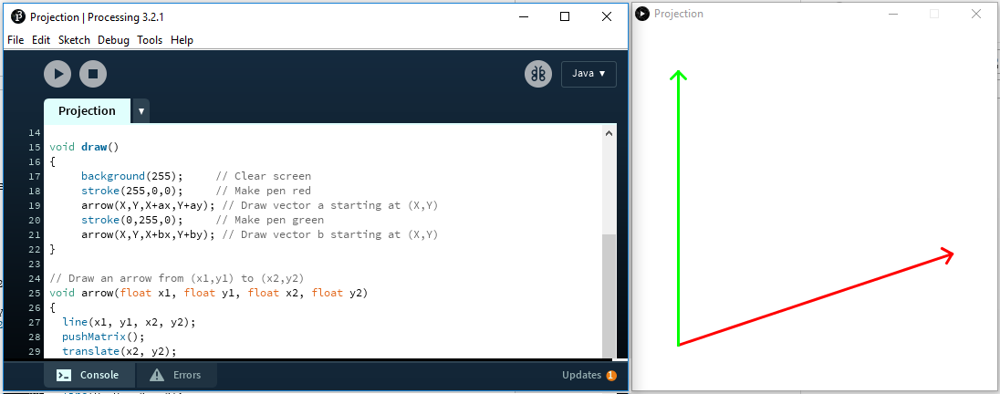 Projection | Processing 3.2.1
File Edit Sketch Debug Tools Help
Java ▼
Projection ▼
14
15 void draw()
16 {
17      background(255);     // Clear screen
18      stroke(255,0,0);     // Make pen red
19      arrow(X,Y,X+ax,Y+ay); // Draw vector a starting at (X,Y)
20      stroke(0,255,0);     // Make pen green
21      arrow(X,Y,X+bx,Y+by); // Draw vector b starting at (X,Y)
22 }
23
24 // Draw an arrow from (x1,y1) to (x2,y2)
25 void arrow(float x1, float y1, float x2, float y2)
26 {
27   line(x1, y1, x2, y2);
28   pushMatrix();
29   translate(x2, y2);
Console Errors Updates 1
Projection